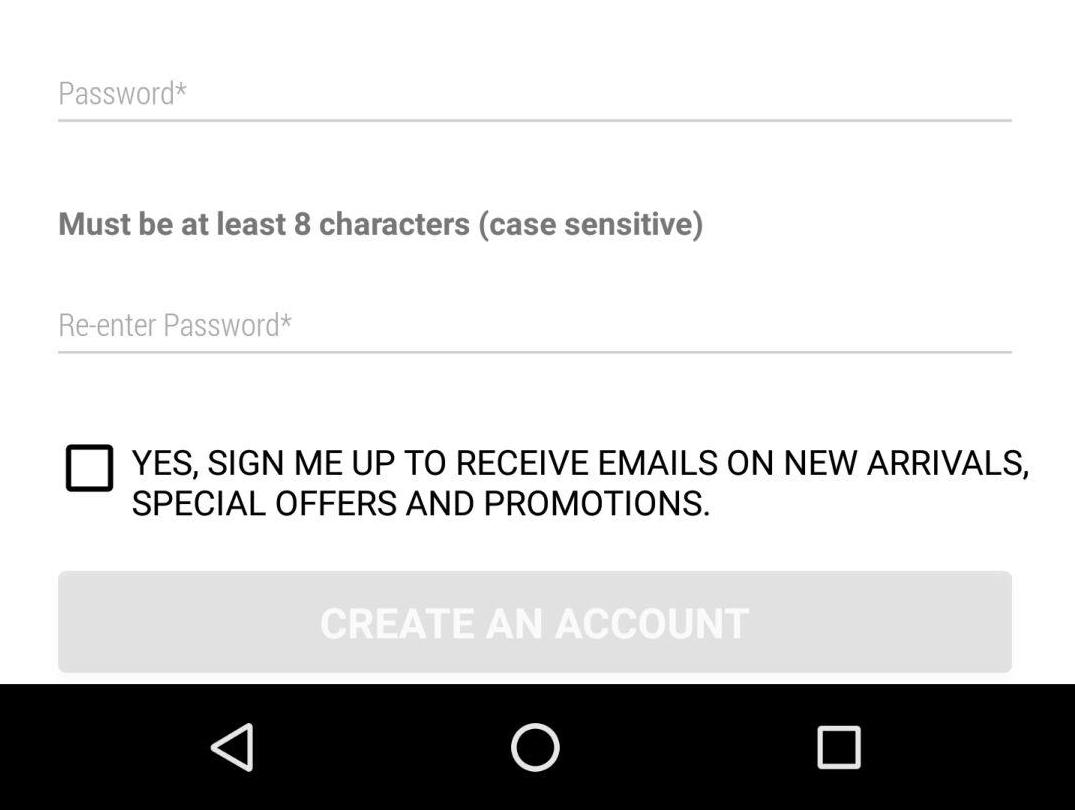 Password*
Must be at least 8 characters (case sensitive)
Re-enter Password*
YES, SIGN ME UP TO RECEIVE EMAILS ON NEW ARRIVALS,
SPECIAL OFFERS AND PROMOTIONS.
CREATE AN ACCOUNT